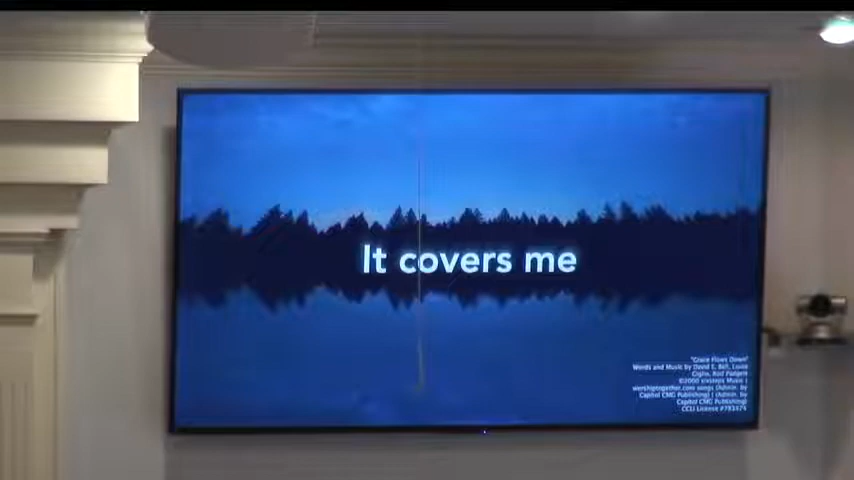 It covers me
"Grace Flows Down"
Words and Music by David E. Bell, Louie
Giglio, Rod Padgett
©2000 sixsteps Music |
worshiptogether.com songs (Admin. by
Capitol CMG Publishing) | (Admin. by
Capitol CMG Publishing)
CCLI License